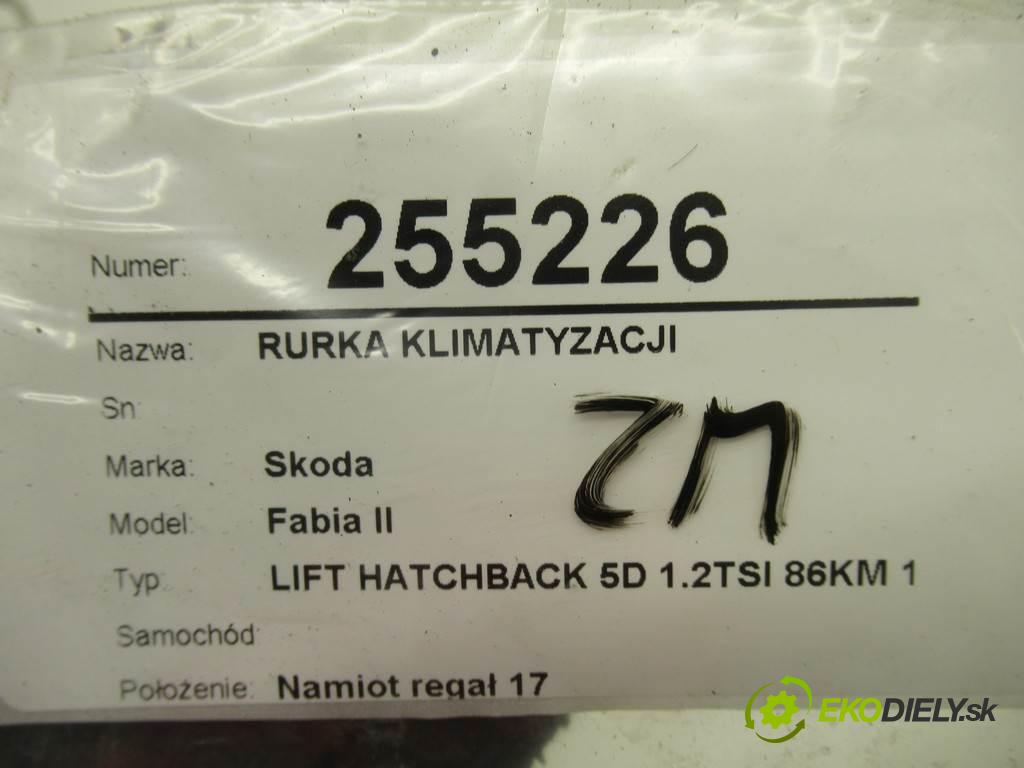 Numer: 255226
Nazwa: RURKA KLIMATYZACJI
Sn:
ZM
Marka: Skoda
Model: Fabia II
Typ: LIFT HATCHBACK 5D 1.2TSI 86KM 1
Samochód:
Położenie: Namiot regał 17
EKODIELY.sk